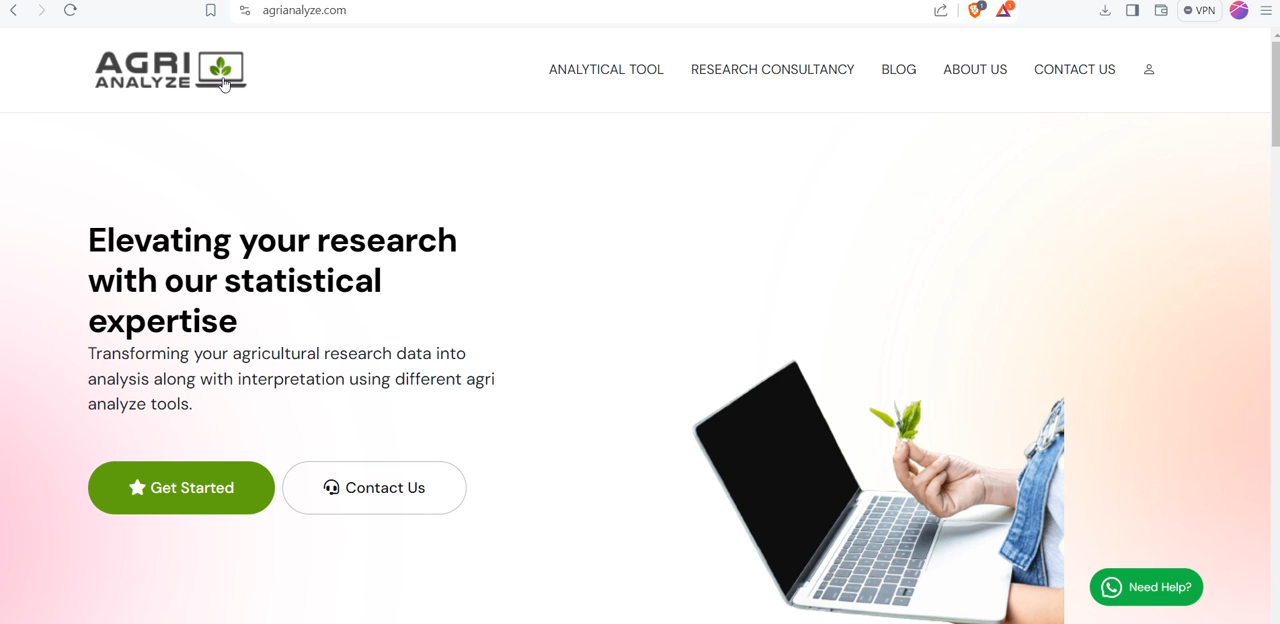 agrianalyze.com
1
1
VPN
AGRI
ANALYZE
ANALYTICAL TOOL
RESEARCH CONSULTANCY
BLOG
ABOUT US
CONTACT US
Elevating your research
with our statistical
expertise
Transforming your agricultural research data into
analysis along with interpretation using different agri
analyze tools.
Get Started
Contact Us
Need Help?